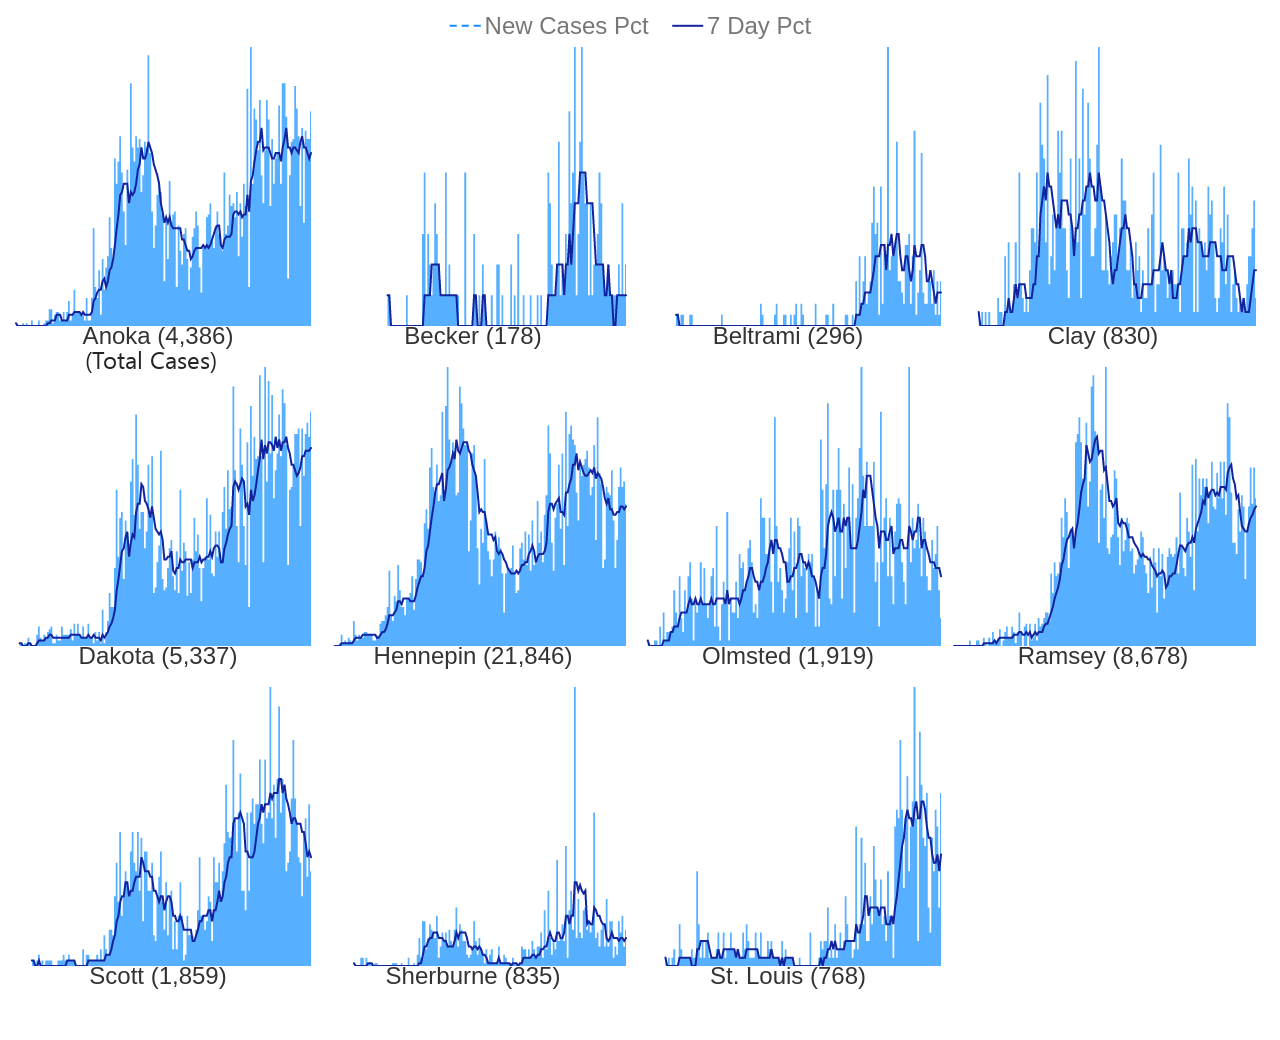 New Cases Pct 7 Day Pct
Anoka (4,386) Becker (178) Beltrami (296) Clay (830)
(Total Cases)
Dakota (5,337) Hennepin (21,846) Olmsted (1,919) Ramsey (8,678)
Scott (1,859) Sherburne (835) St. Louis (768)